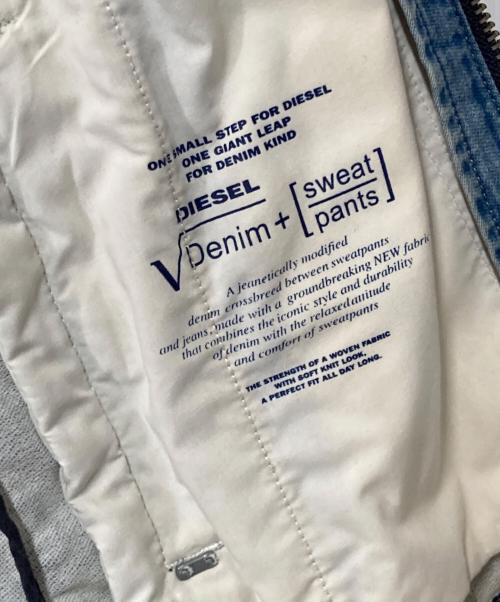 ONE SMALL STEP FOR DIESEL
ONE GIANT LEAP
FOR DENIM KIND
DIESEL
√Denim + [sweat
pants]
A jeanetically modified
denim crossbreed between sweatpants
and jeans, made with a groundbreaking NEW fabric
that combines the iconic style and durability
of denim with the relaxed attitude
and comfort of sweatpants
THE STRENGTH OF A WOVEN FABRIC
WITH SOFT KNIT LOOK.
A PERFECT FIT ALL DAY LONG.